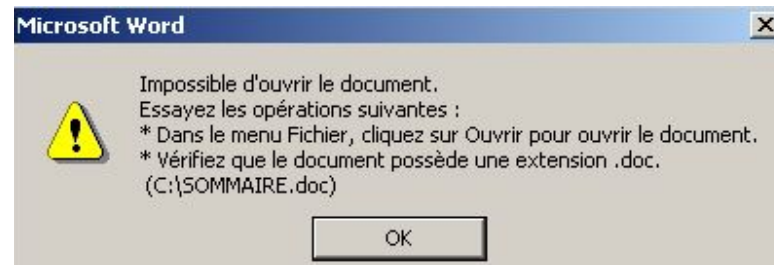 Microsoft Word
Impossible d'ouvrir le document.
Essayez les opérations suivantes :
* Dans le menu Fichier, cliquez sur Ouvrir pour ouvrir le document.
* Vérifiez que le document possède une extension .doc.
(C:\SOMMAIRE.doc)
OK